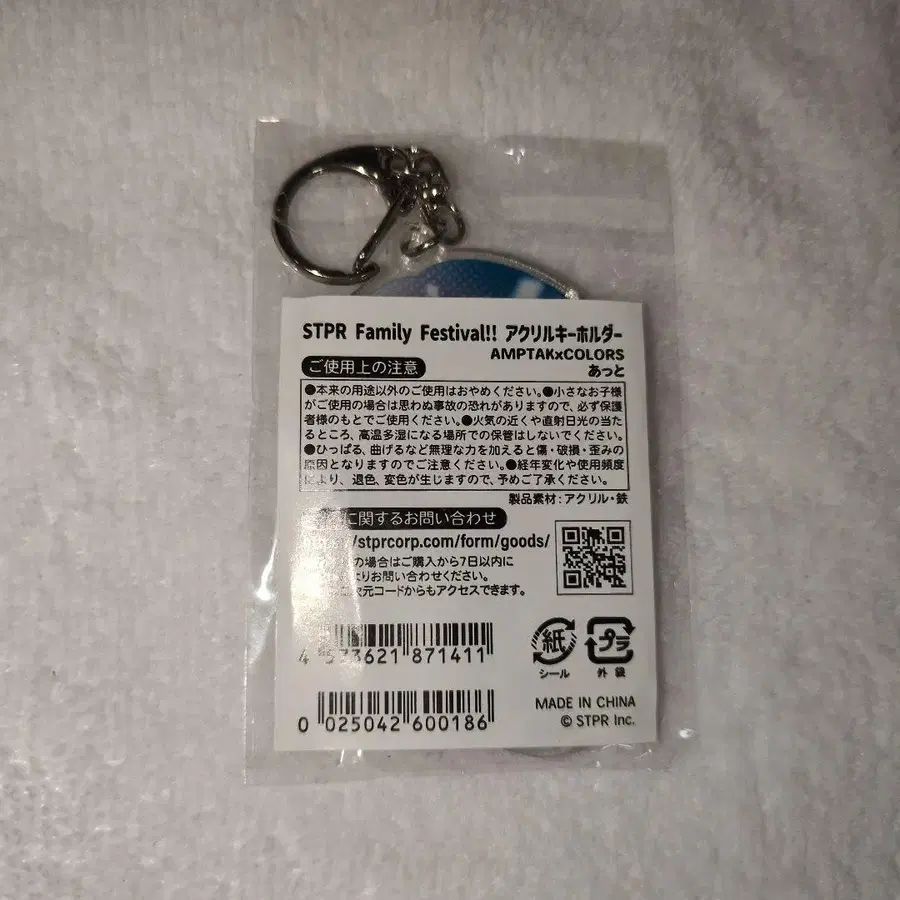 STPR Family Festival!! アクリルキーホルダー
AMPTAKxCOLORS
あっと
ご使用上の注意
●本来の用途以外のご使用はおやめください。●小さなお子様
がご使用の場合は思わぬ事故の恐れがありますので、必ず保護
者様のもとでご使用ください。●火気の近くや直射日光の当た
るところ、高温多湿になる場所での保管はしないでください。
●ひっぱる、曲げるなど無理な力を加えると傷・破損・歪みの
原因となりますのでご注意ください。●経年変化や使用頻度
により、退色、変色が生じますので、予めご了承ください。
製品素材:アクリル・鉄
に関するお問い合わせ
/stprcorp.com/form/goods/
の場合はご購入から7日以内に
よりお問い合わせください。
次元コードからもアクセスできます。
4 573621 871411
紙
プラ
シール
外袋
0 025042 600186
MADE IN CHINA
© STPR Inc.